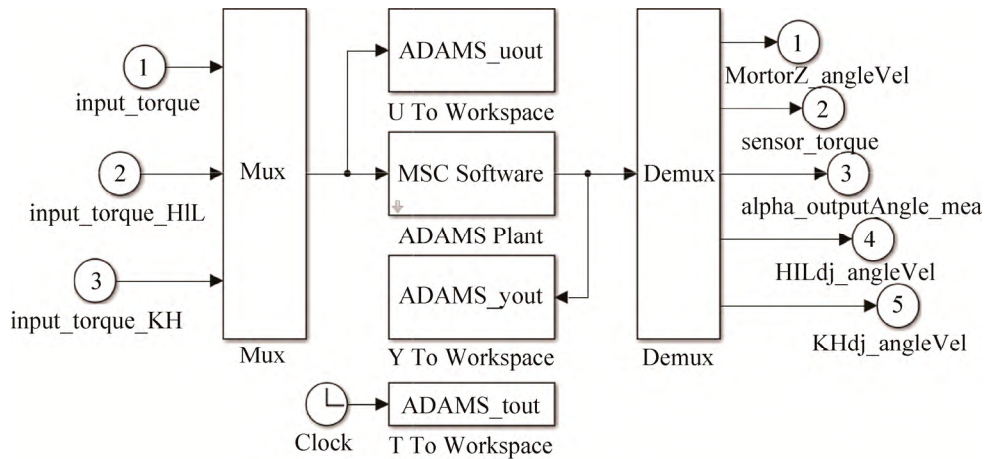 1
input_torque
2
input_torque_HIL
3
input_torque_KH
Mux
Mux
ADAMS_uout
U To Workspace
MSC Software
ADAMS Plant
ADAMS_yout
Y To Workspace
Clock
ADAMS_tout
T To Workspace
Demux
Demux
1
MortorZ_angleVel
2
sensor_torque
3
alpha_outputAngle_mea
4
HILdj_angleVel
5
KHdj_angleVel